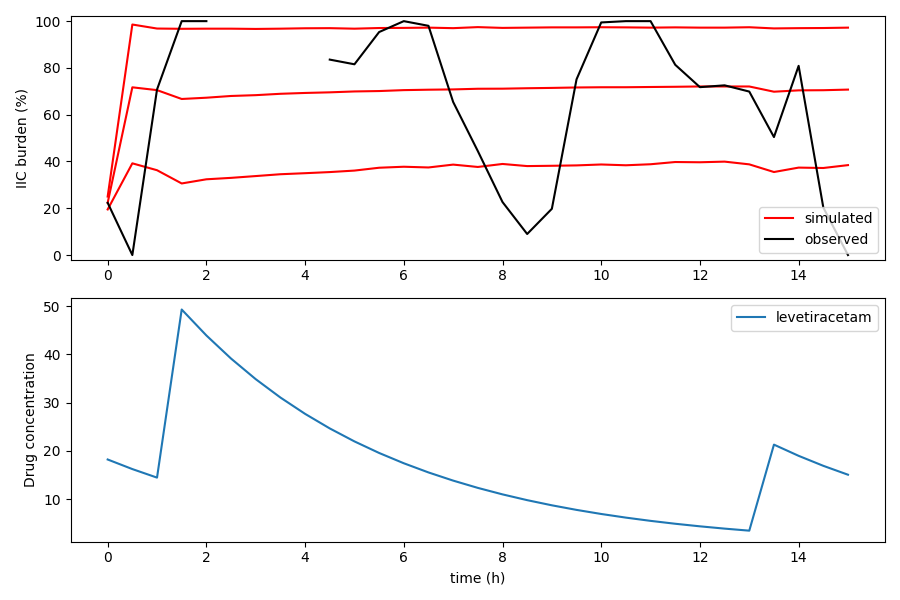 IIC burden (%)
100
80
60
40
20
0
simulated
observed
0 2 4 6 8 10 12 14
Drug concentration
50
40
30
20
10
levetiracetam
0 2 4 6 8 10 12 14
time (h)